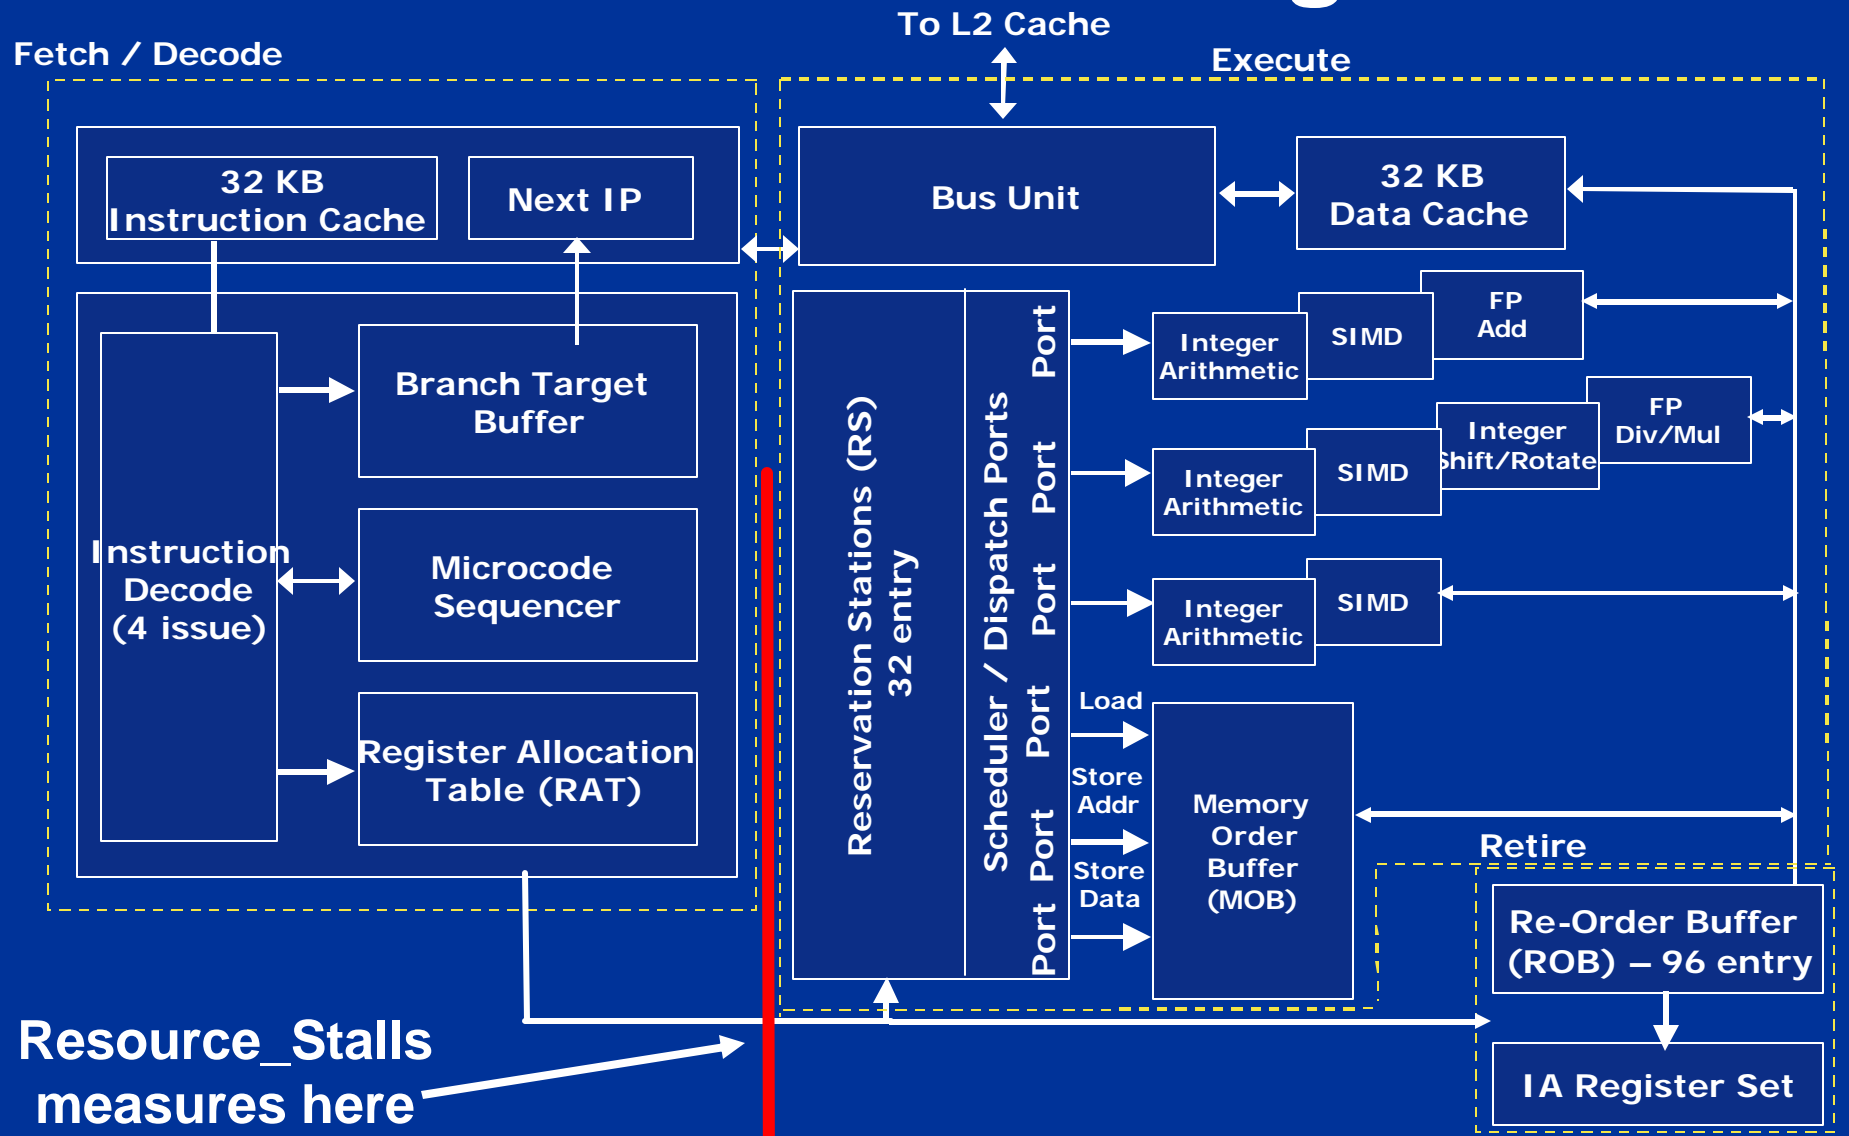 To L2 Cache
Fetch / Decode
Execute
32 KB
Instruction Cache
Next IP
Bus Unit
32 KB
Data Cache
Instruction
Decode
(4 issue)
Branch Target
Buffer
Microcode
Sequencer
Register Allocation
Table (RAT)
Reservation Stations (RS)
32 entry
Scheduler / Dispatch Ports
Port
Port
Port
Port
Port
Port
Integer
Arithmetic
SIMD
FP
Add
Integer
Arithmetic
SIMD
Integer
Shift/Rotate
FP
Div/Mul
Integer
Arithmetic
SIMD
Load
Store
Addr
Store
Data
Memory
Order
Buffer
(MOB)
Retire
Re-Order Buffer
(ROB) – 96 entry
IA Register Set
Resource_Stalls
measures here